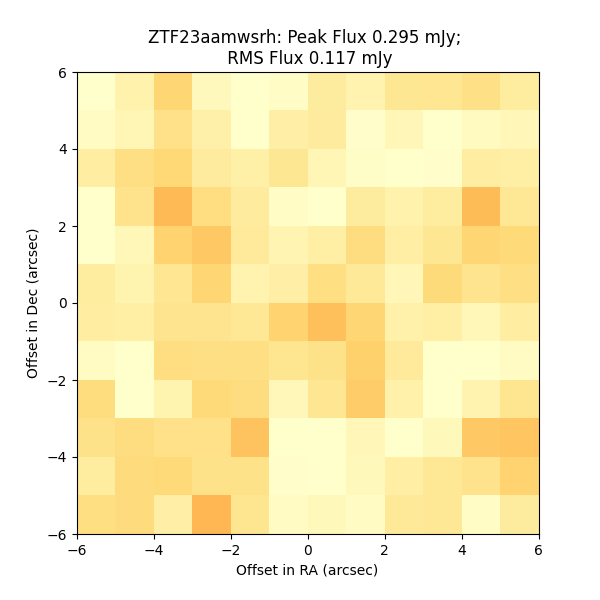 ZTF23aamwsrh: Peak Flux 0.295 mJy;
RMS Flux 0.117 mJy
6
4
2
0
−2
−4
−6
Offset in Dec (arcsec)
−6 −4 −2 0 2 4 6
Offset in RA (arcsec)